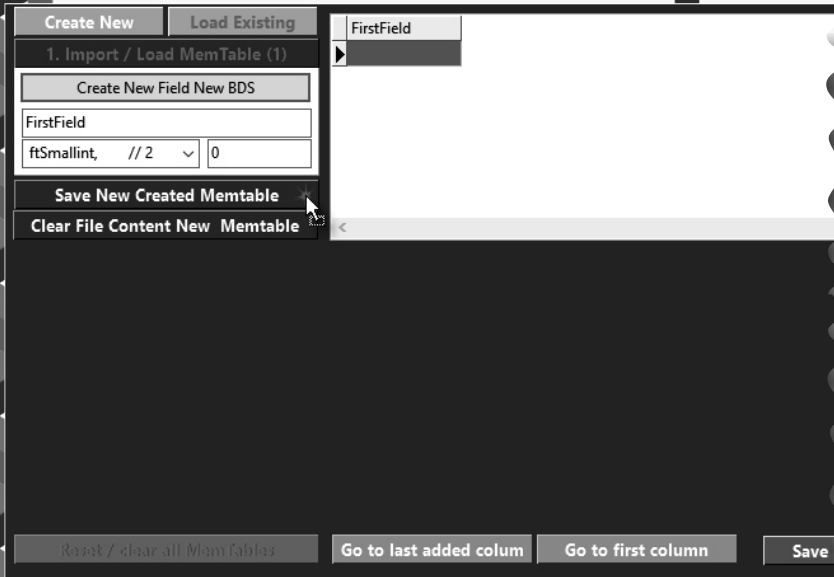 Create New
Load Existing
1. Import / Load MemTable (1)
Create New Field New BDS
FirstField
ftSmallint, // 2
0
Save New Created Memtable
Clear File Content New Memtable
FirstField
Reset / clear all MemTables
Go to last added colum
Go to first column
Save